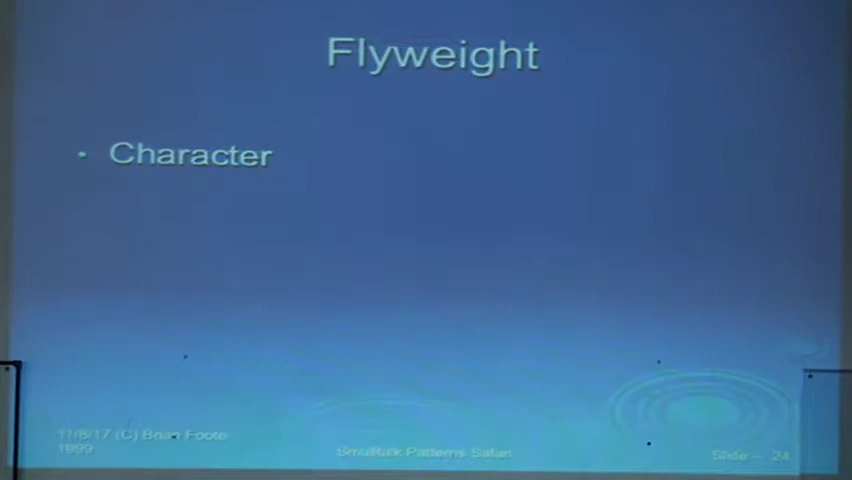 Flyweight
• Character
11/8/17 (C) Brian Foote
1999
Smalltalk Patterns Safari
Slide - 24